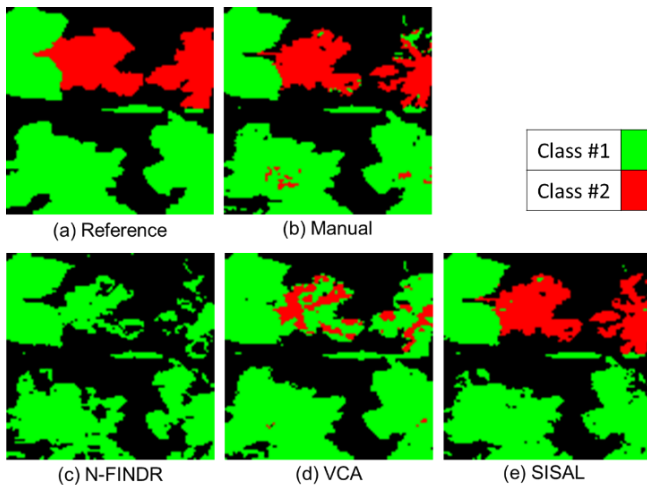 (a) Reference
(b) Manual
Class #1
Class #2
(c) N-FINDR
(d) VCA
(e) SISAL